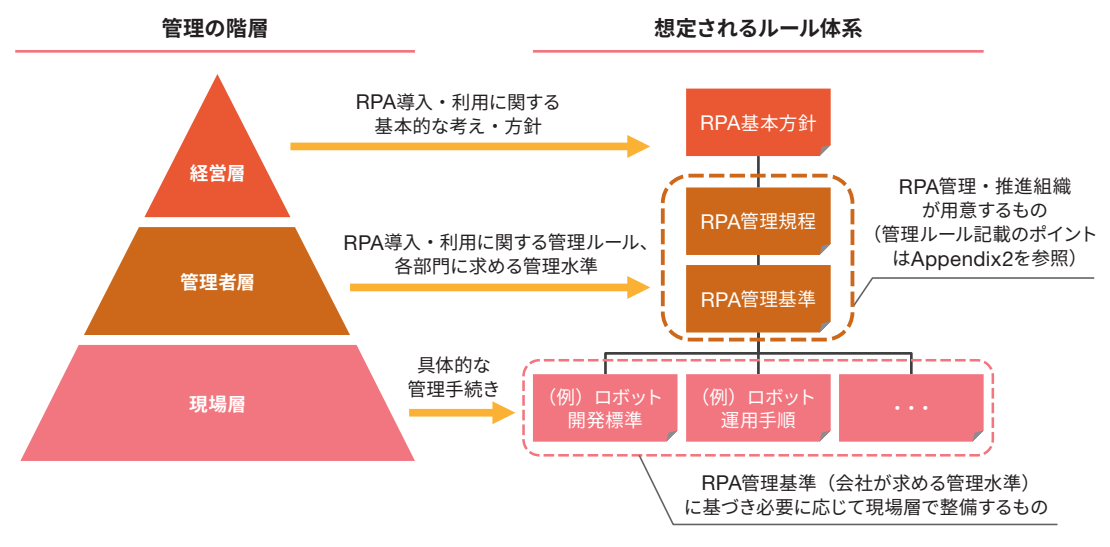 管理の階層
想定されるルール体系
RPA導入・利用に関する
基本的な考え・方針
RPA基本方針
経営層
RPA管理・推進組織
が用意するもの
（管理ルール記載のポイント
はAppendix2を参照）
RPA管理規程
RPA導入・利用に関する管理ルール、
各部門に求める管理水準
管理者層
RPA管理基準
具体的な
管理手続き
現場層
（例）ロボット
開発標準
（例）ロボット
運用手順
・・・
RPA管理基準（会社が求める管理水準）
に基づき必要に応じて現場層で整備するもの